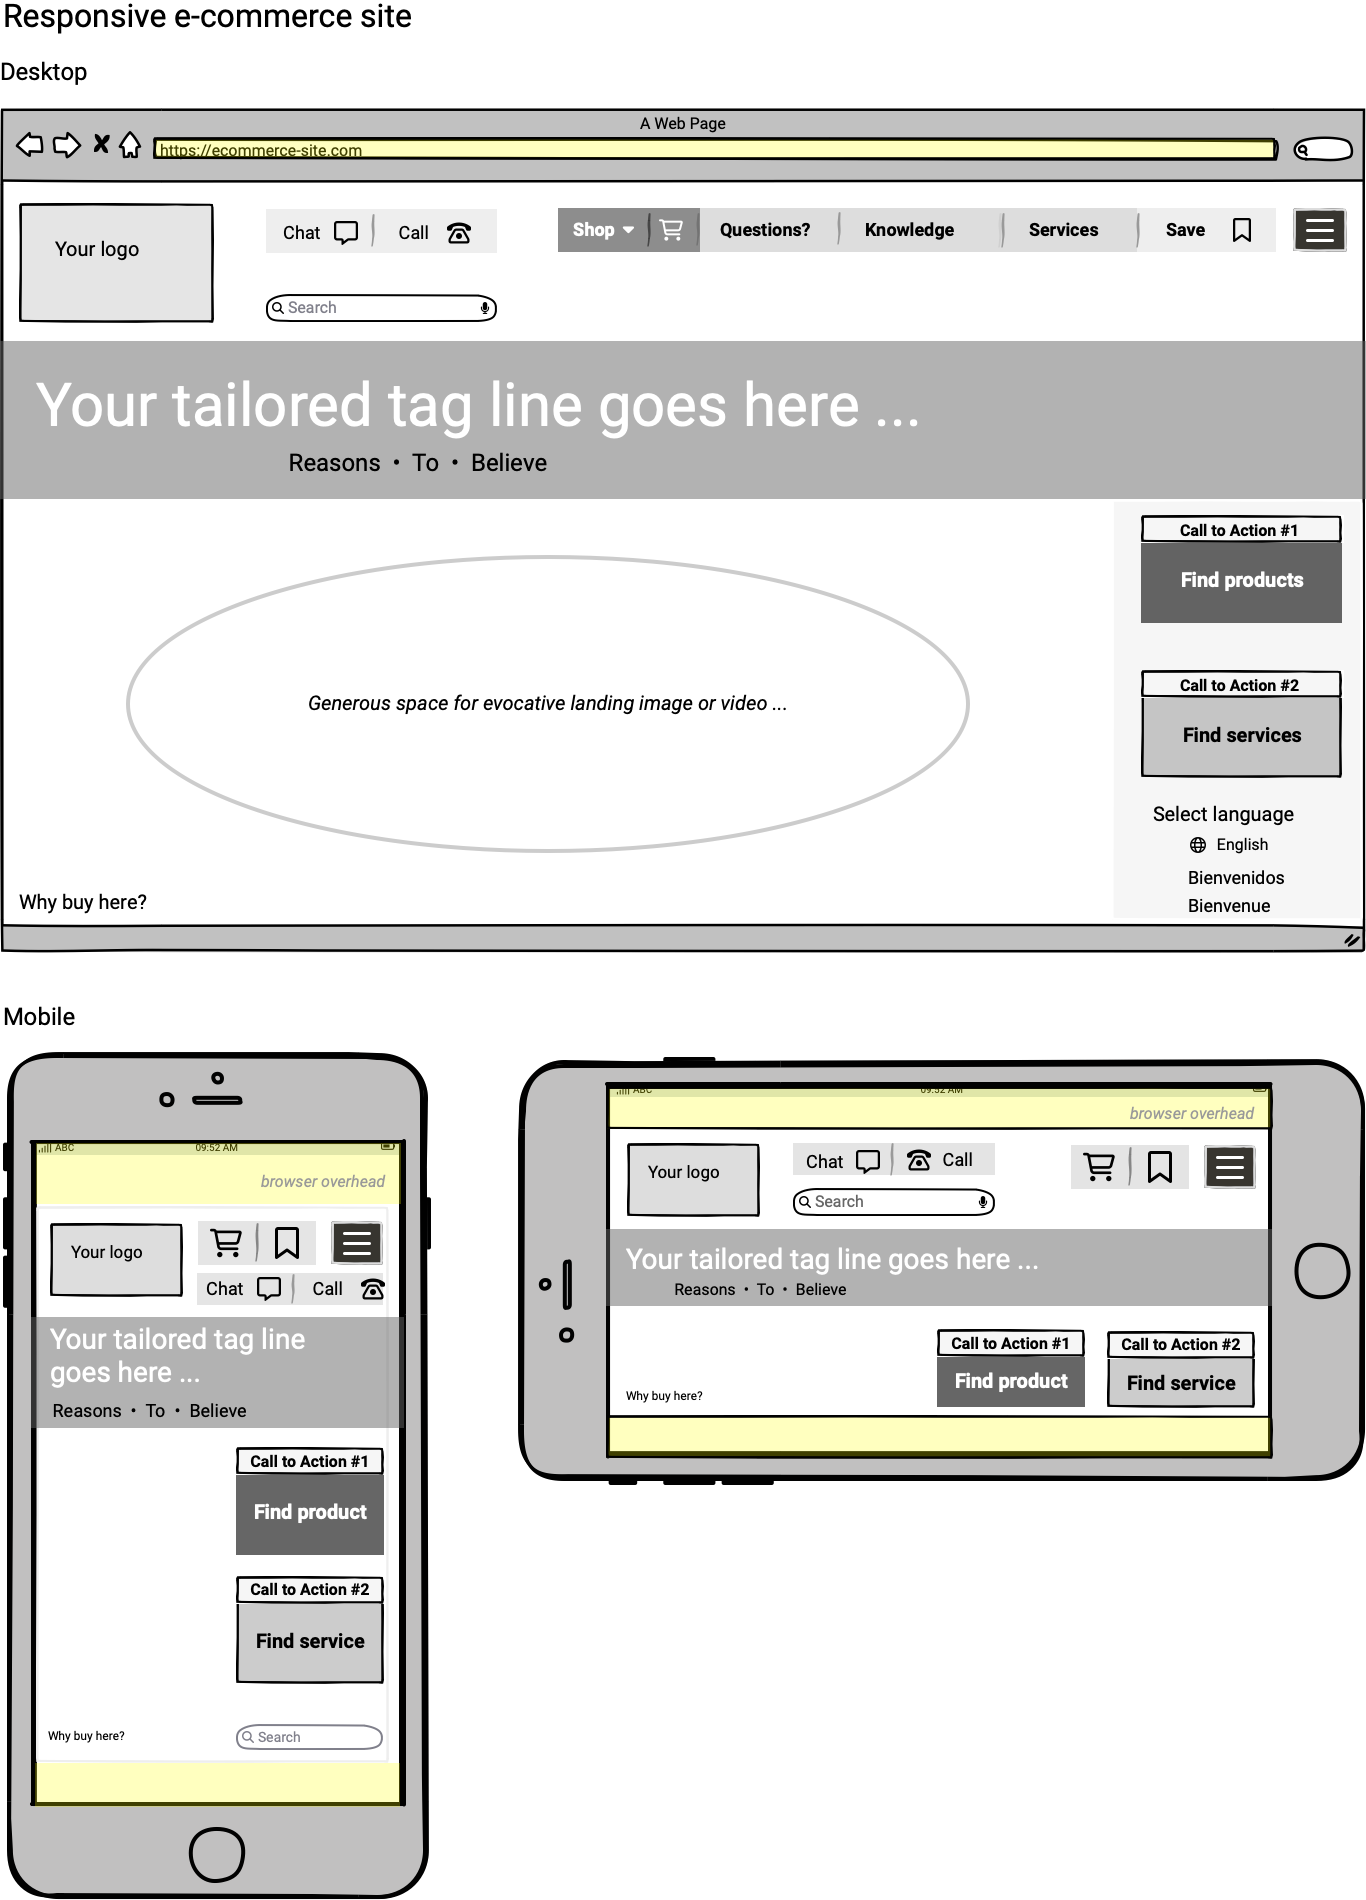 Responsive e-commerce site
Desktop
A Web Page
https://ecommerce-site.com
Your logo
Chat Call
Shop Questions? Knowledge Services Save
Search
Your tailored tag line goes here ...
Reasons • To • Believe
Call to Action #1
Find products
Generous space for evocative landing image or video ...
Call to Action #2
Find services
Select language
English
Bienvenidos
Bienvenue
Why buy here?
Mobile
ABC 09:52 AM
browser overhead
Your logo
Chat Call
Your tailored tag line
goes here ...
Reasons • To • Believe
Call to Action #1
Find product
Call to Action #2
Find service
Why buy here?
Search
ABC 09:52 AM
browser overhead
Your logo
Chat Call
Search
Your tailored tag line goes here ...
Reasons • To • Believe
Call to Action #1 Call to Action #2
Find product Find service
Why buy here?